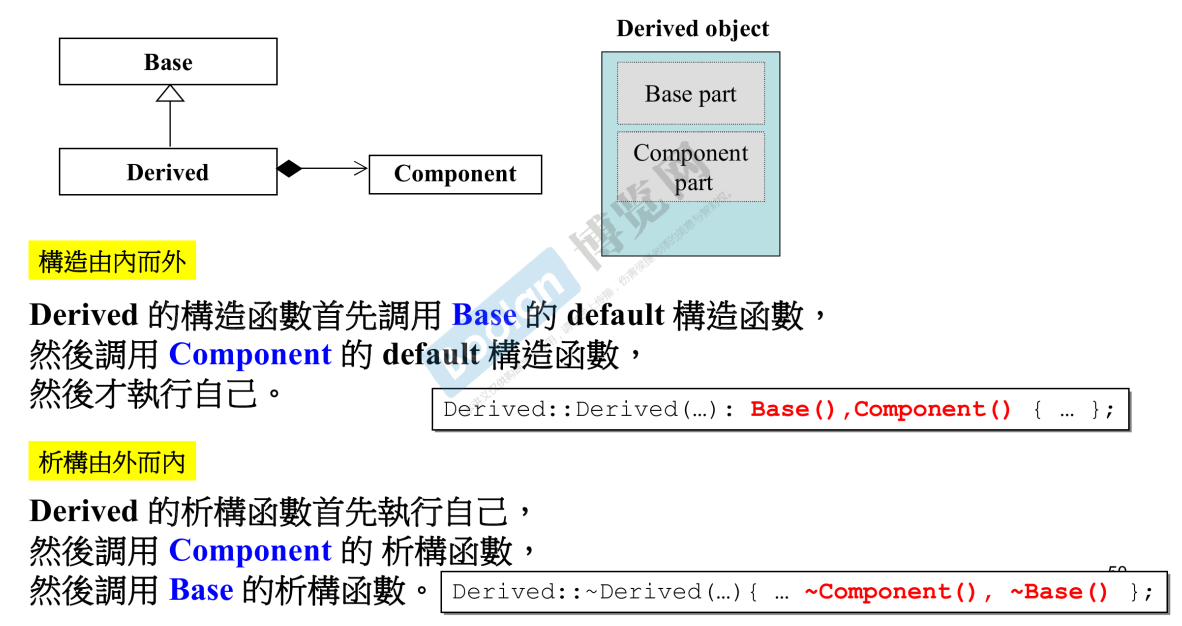 Derived object
Base
Base part
Derived
Component
Component
part
構造由內而外
Derived 的構造函數首先調用 Base 的 default 構造函數，
然後調用 Component 的 default 構造函數，
然後才執行自己。
Derived::Derived(…): Base(),Component() { … };
析構由外而內
Derived 的析構函數首先執行自己，
然後調用 Component 的 析構函數，
然後調用 Base 的析構函數。
Derived::~Derived(…){ … ~Component(), ~Base() };
boolan
博览网